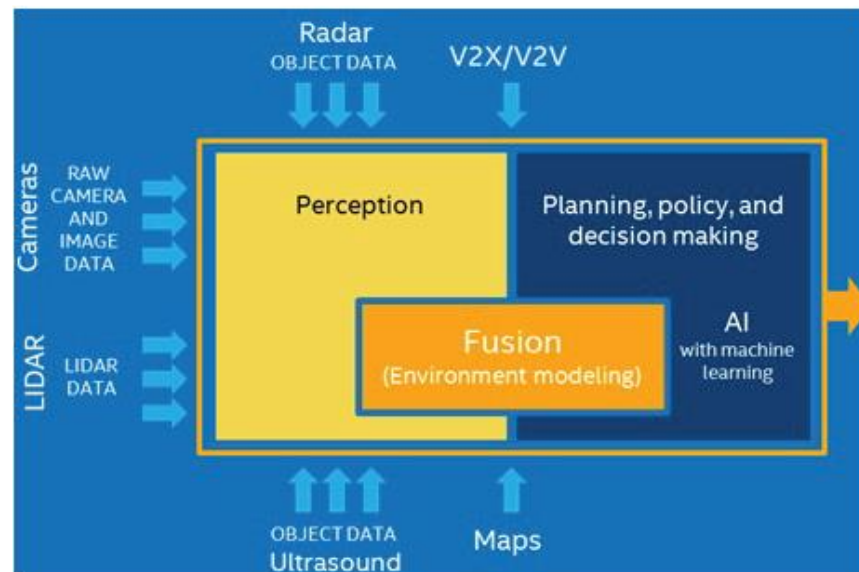 Radar
OBJECT DATA
V2X/V2V
Cameras
RAW
CAMERA
AND
IMAGE
DATA
LIDAR
LIDAR
DATA
Perception
Planning, policy, and
decision making
Fusion
(Environment modeling)
AI
with machine
learning
OBJECT DATA
Ultrasound
Maps